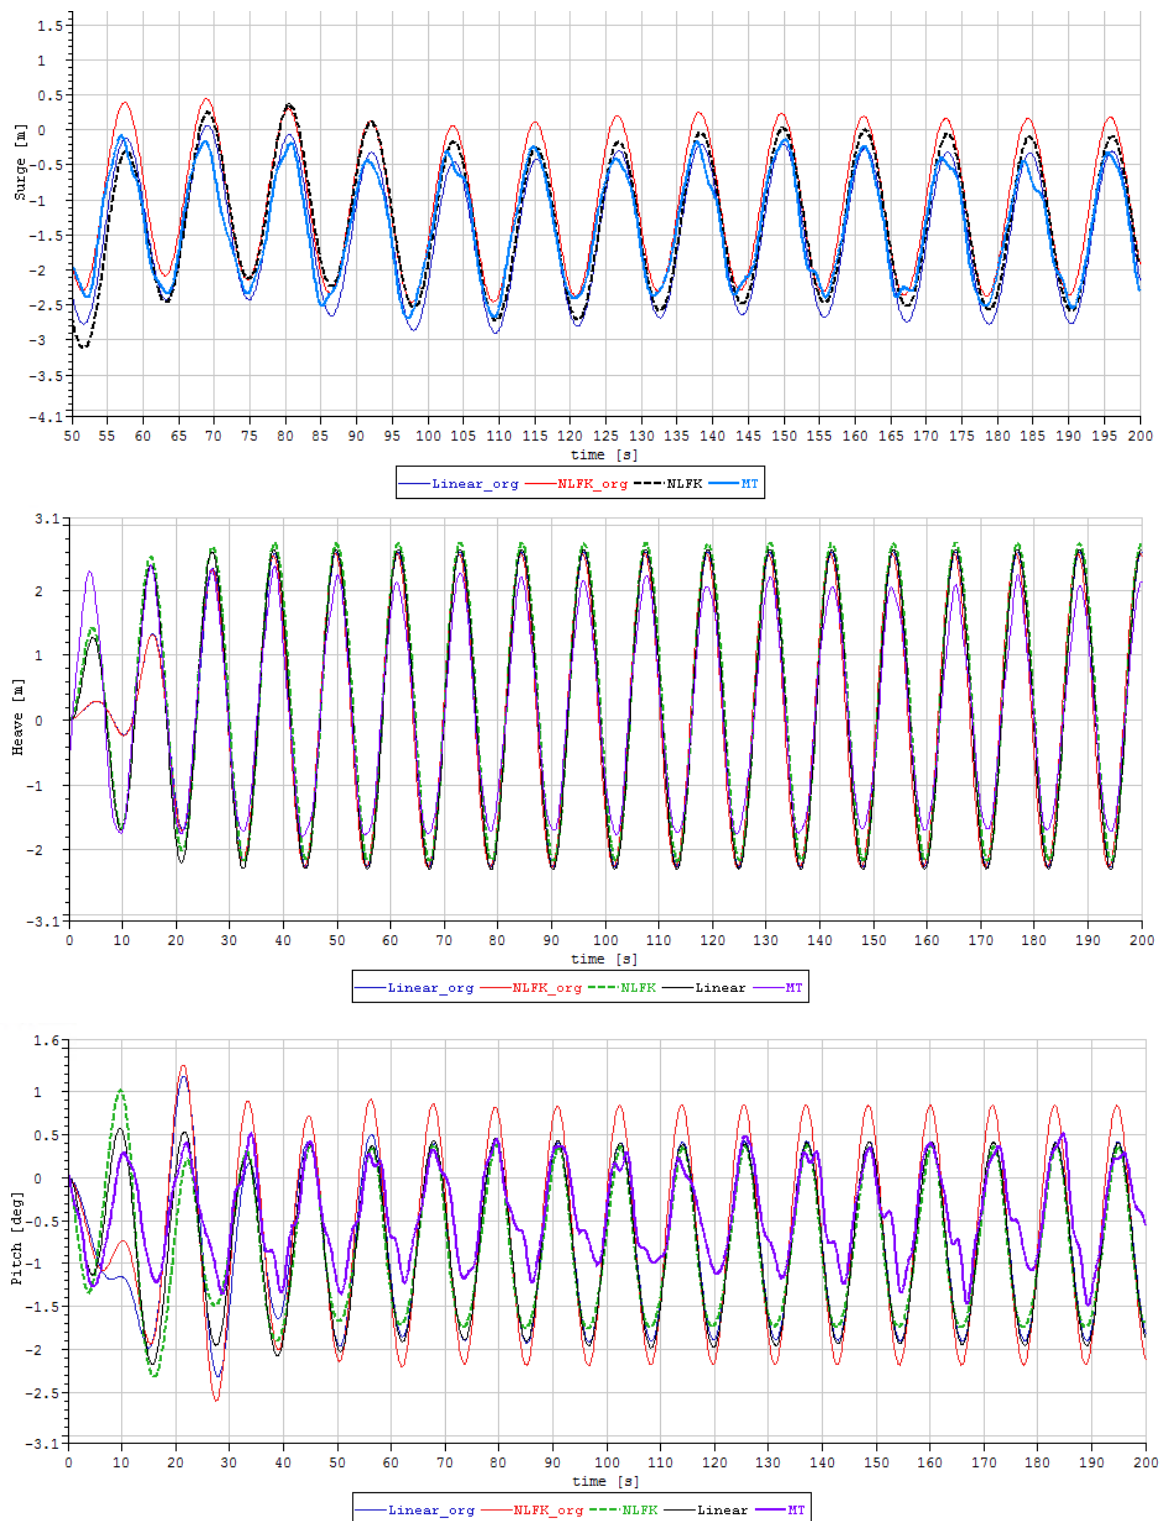 Surge [m]
1.5
1
0.5
0
-0.5
-1
-1.5
-2
-2.5
-3
-3.5
-4.1
50 55 60 65 70 75 80 85 90 95 100 105 110 115 120 125 130 135 140 145 150 155 160 165 170 175 180 185 190 195 200
time [s]
Linear_org NLFK_org NLFK MT
Heave [m]
3.1
2
1
0
-1
-2
-3.1
0 10 20 30 40 50 60 70 80 90 100 110 120 130 140 150 160 170 180 190 200
time [s]
Linear_org NLFK_org NLFK Linear MT
Pitch [deg]
1.6
1
0.5
0
-0.5
-1
-1.5
-2
-2.5
-3.1
0 10 20 30 40 50 60 70 80 90 100 110 120 130 140 150 160 170 180 190 200
time [s]
Linear_org NLFK_org NLFK Linear MT